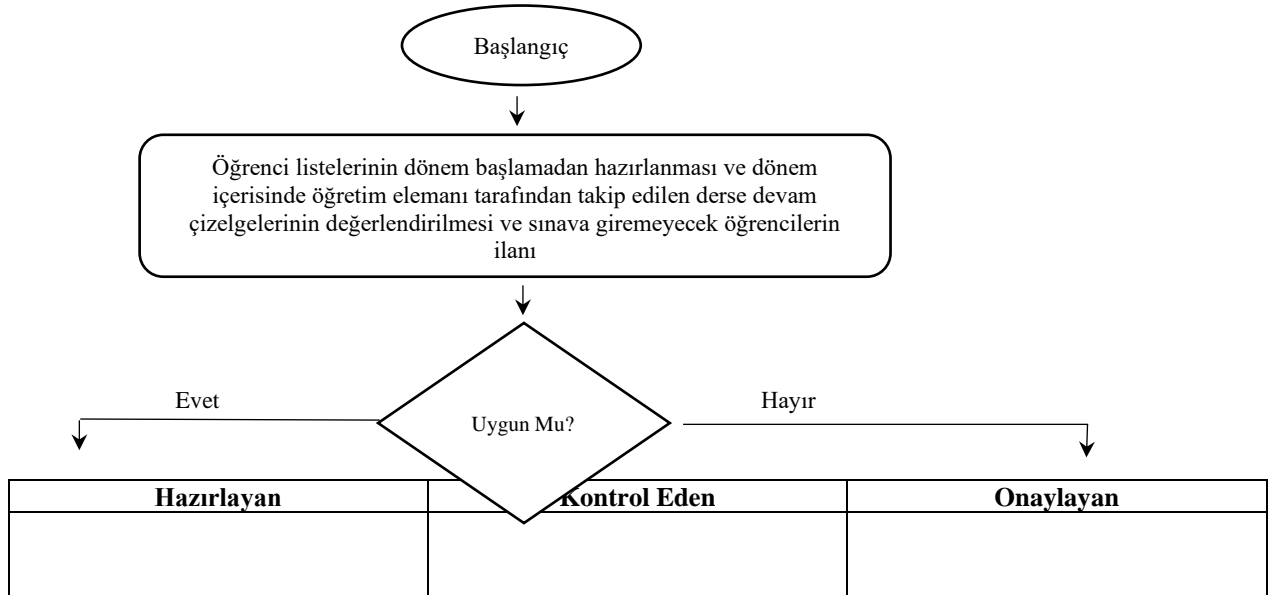 Başlangıç
Öğrenci listelerinin dönem başlamadan hazırlanması ve dönem
içerisinde öğretim elemanı tarafından takip edilen derse devam
çizelgelerinin değerlendirilmesi ve sınava giremeyecek öğrencilerin
ilanı
Evet
Uygun Mu?
Hayır
Hazırlayan
Kontrol Eden
Onaylayan